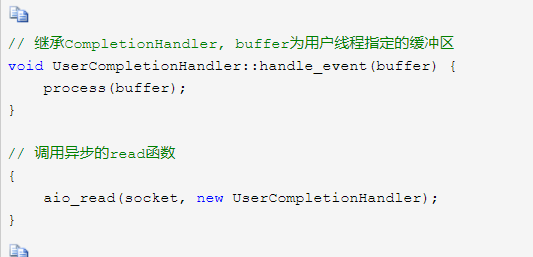 // 继承CompletionHandler, buffer为用户线程指定的缓冲区
void UserCompletionHandler::handle_event(buffer) {
process(buffer);
}
// 调用异步的read函数
{
aio_read(socket, new UserCompletionHandler);
}